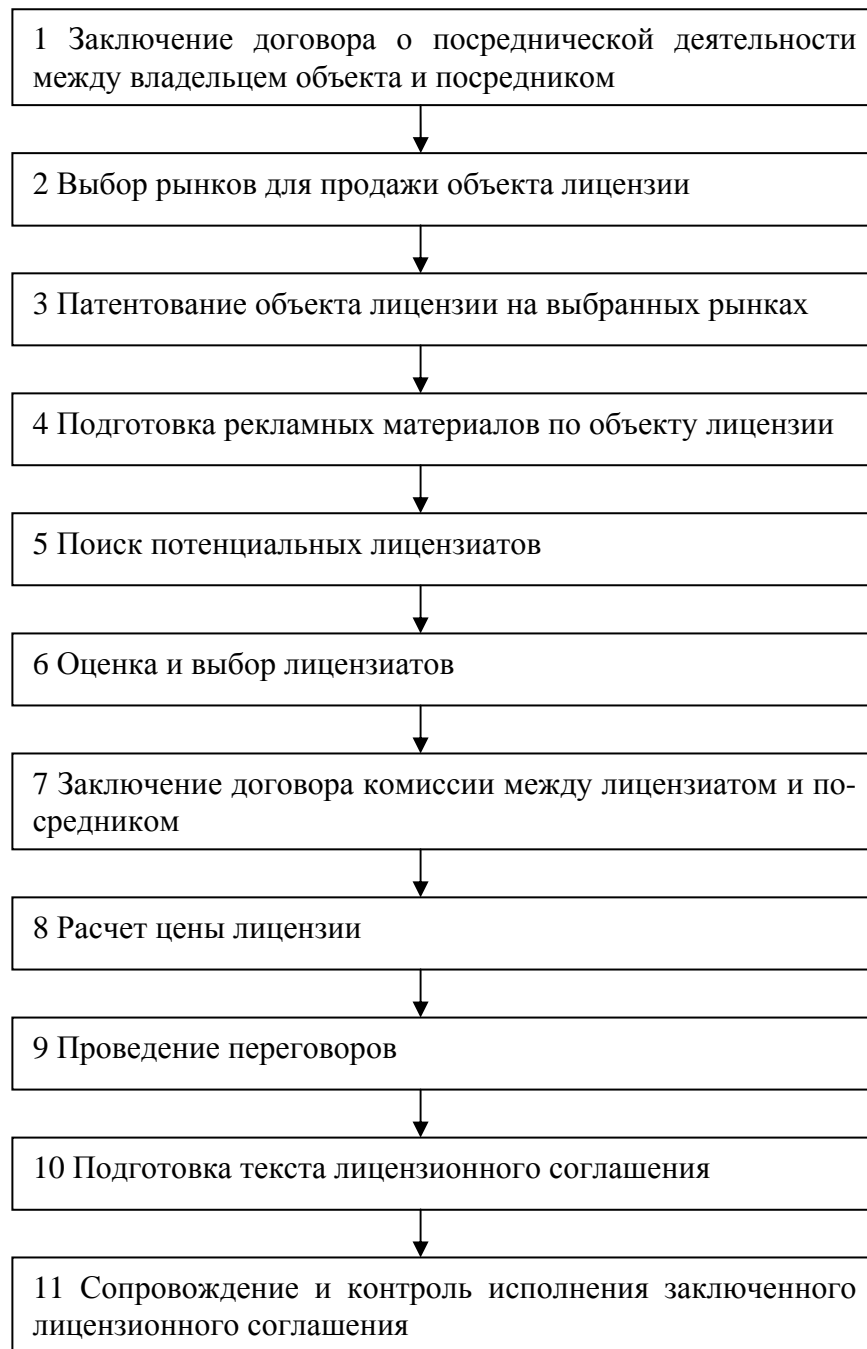 1 Заключение договора о посреднической деятельности
между владельцем объекта и посредником
2 Выбор рынков для продажи объекта лицензии
3 Патентование объекта лицензии на выбранных рынках
4 Подготовка рекламных материалов по объекту лицензии
5 Поиск потенциальных лицензиатов
6 Оценка и выбор лицензиатов
7 Заключение договора комиссии между лицензиатом и по-
средником
8 Расчет цены лицензии
9 Проведение переговоров
10 Подготовка текста лицензионного соглашения
11 Сопровождение и контроль исполнения заключенного
лицензионного соглашения